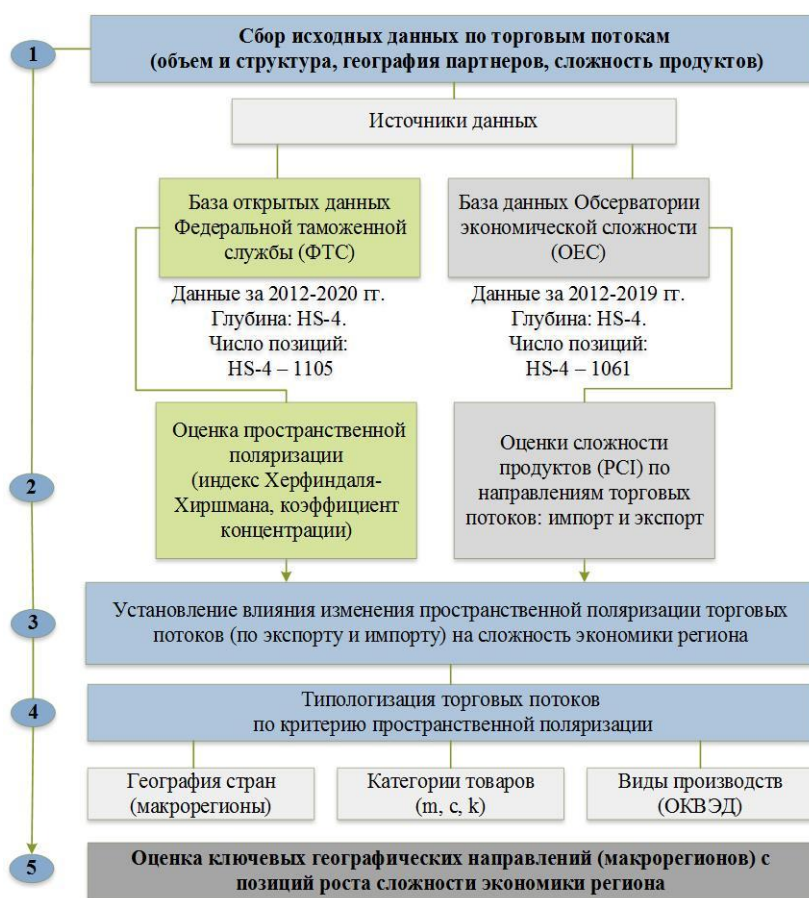 1
Сбор исходных данных по торговым потокам
(объем и структура, география партнеров, сложность продуктов)
Источники данных
База открытых данных
Федеральной таможенной
службы (ФТС)
База данных Обсерватории
экономической сложности
(OEC)
Данные за 2012-2020 гг.
Глубина: HS-4.
Число позиций:
HS-4 – 1105
Данные за 2012-2019 гг.
Глубина: HS-4.
Число позиций:
HS-4 – 1061
2
Оценка пространственной
поляризации
(индекс Херфиндаля-
Хиршмана, коэффициент
концентрации)
Оценки сложности
продуктов (PCI) по
направлениям торговых
потоков: импорт и экспорт
3
Установление влияния изменения пространственной поляризации торговых
потоков (по экспорту и импорту) на сложность экономики региона
4
Типологизация торговых потоков
по критерию пространственной поляризации
География стран
(макрорегионы)
Категории товаров
(m, c, k)
Виды производств
(ОКВЭД)
5
Оценка ключевых географических направлений (макрорегионов) с
позиций роста сложности экономики региона